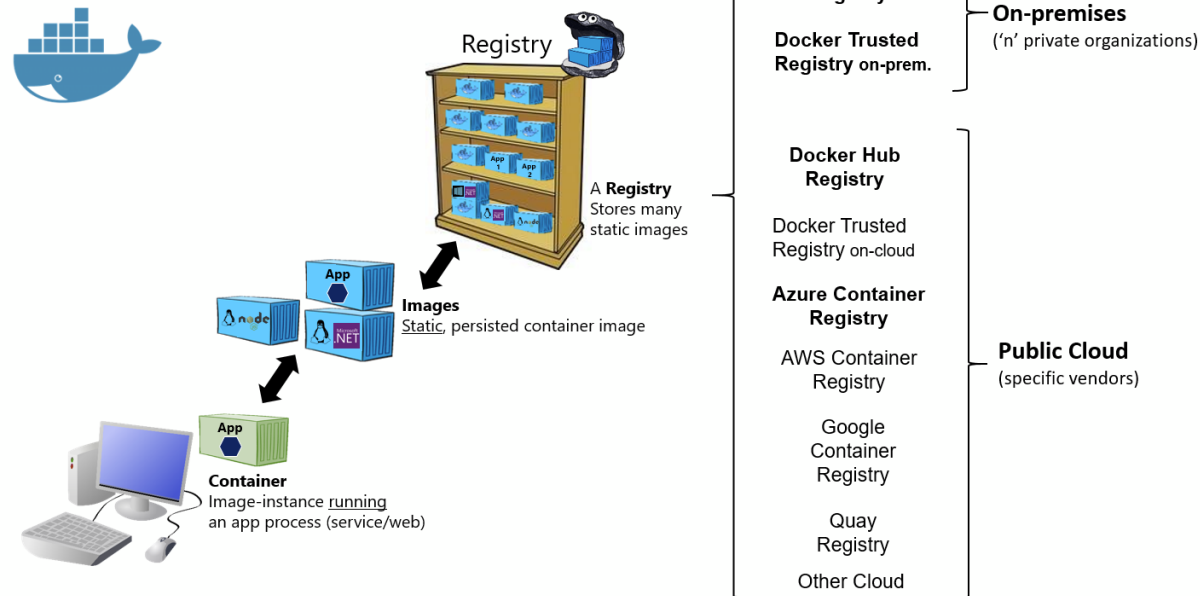 Registry
App
1
App
2
.NET
.NET
node
A Registry
Stores many
static images
App
node
Microsoft
.NET
Images
Static, persisted container image
App
Container
Image-instance running
an app process (service/web)
Docker Trusted
Registry on-prem.
On-premises
(‘n’ private organizations)
Docker Hub
Registry
Docker Trusted
Registry on-cloud
Azure Container
Registry
AWS Container
Registry
Google
Container
Registry
Quay
Registry
Other Cloud
Public Cloud
(specific vendors)